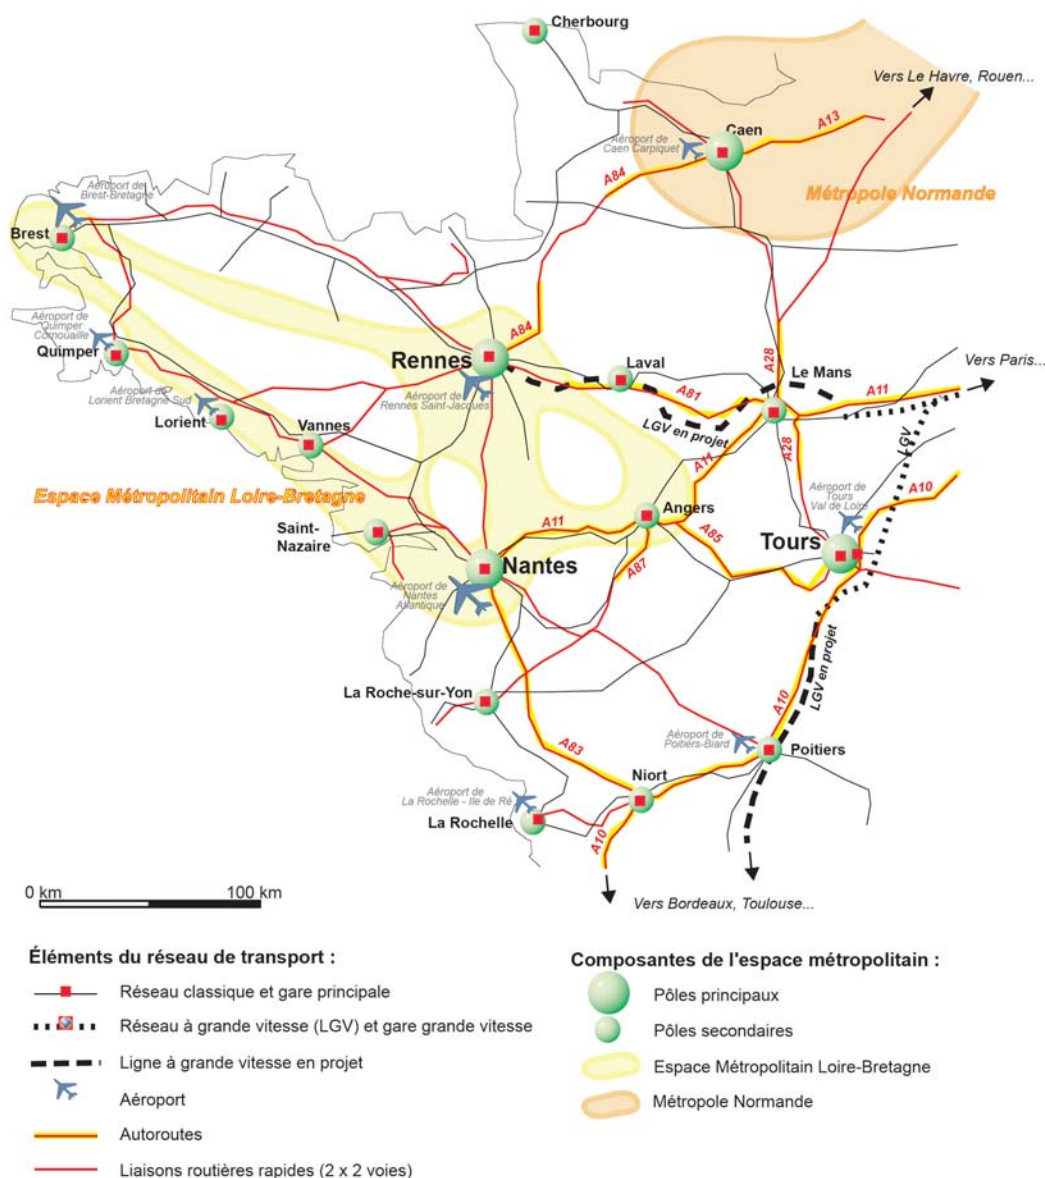 Cherbourg
Vers Le Havre, Rouen...
Caen
A13
Aéroport de
Caen Carpiquet
A84
Métropole Normande
Aéroport de
Brest-Bretagne
Brest
Aéroport de
Quimper
Cornouaille
Quimper
A84
Rennes
Laval
A28
Le Mans
Vers Paris...
Aéroport de
Lorient Bretagne Sud
Aéroport de
Rennes Saint-Jacques
A81
A11
Lorient
Vannes
LGV en projet
A28
LGV
A11
A10
Espace Métropolitain Loire-Bretagne
Aéroport de
Tours
Val de Loire
Angers
Saint-
Nazaire
A11
A85
Tours
Nantes
A87
Aéroport de
Nantes
Atlantique
LGV en projet
La Roche-sur-Yon
A10
A83
Aéroport de
Poitiers-Biard
Poitiers
Niort
Aéroport de
La Rochelle - Ile de Ré
La Rochelle
A10
0 km
100 km
Vers Bordeaux, Toulouse...
Éléments du réseau de transport :
Réseau classique et gare principale
Réseau à grande vitesse (LGV) et gare grande vitesse
Ligne à grande vitesse en projet
Aéroport
Autoroutes
Liaisons routières rapides (2 x 2 voies)
Composantes de l'espace métropolitain :
Pôles principaux
Pôles secondaires
Espace Métropolitain Loire-Bretagne
Métropole Normande